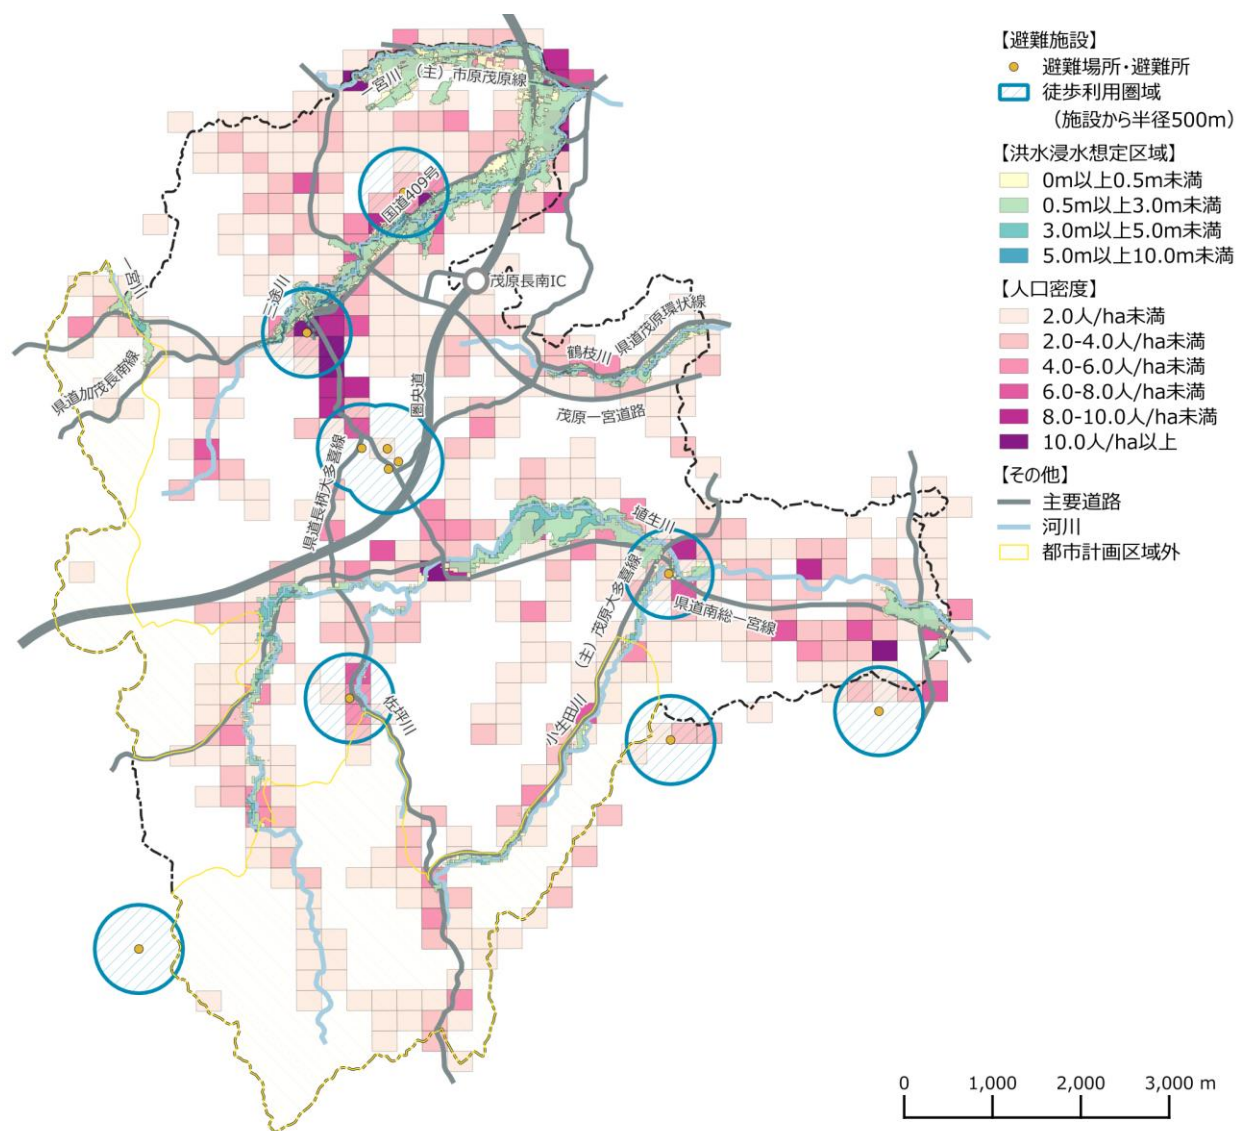 【避難施設】
避難場所・避難所
徒歩利用圏域
（施設から半径500m）
【洪水浸水想定区域】
0m以上0.5m未満
0.5m以上3.0m未満
3.0m以上5.0m未満
5.0m以上10.0m未満
【人口密度】
2.0人/ha未満
2.0-4.0人/ha未満
4.0-6.0人/ha未満
6.0-8.0人/ha未満
8.0-10.0人/ha未満
10.0人/ha以上
【その他】
主要道路
河川
都市計画区域外
一宮川
（主）市原茂原線
国道409号
一宮川
三途川
茂原長南IC
県道加茂長南線
鶴枝川
県道茂原環状線
圏央道
茂原一宮道路
県道長柄大多喜線
埴生川
（主）茂原大多喜線
県道南総一宮線
佐坪川
小生田川
0 1,000 2,000 3,000 m